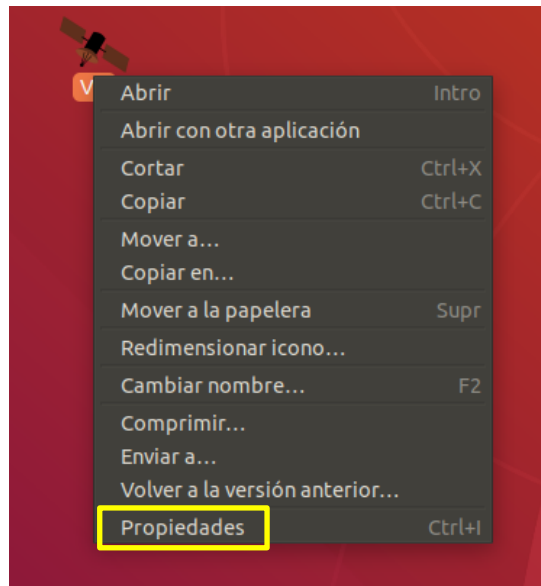 V
Abrir Intro
Abrir con otra aplicación
Cortar Ctrl+X
Copiar Ctrl+C
Mover a...
Copiar en...
Mover a la papelera Supr
Redimensionar icono...
Cambiar nombre... F2
Comprimir...
Enviar a...
Volver a la versión anterior...
Propiedades Ctrl+I